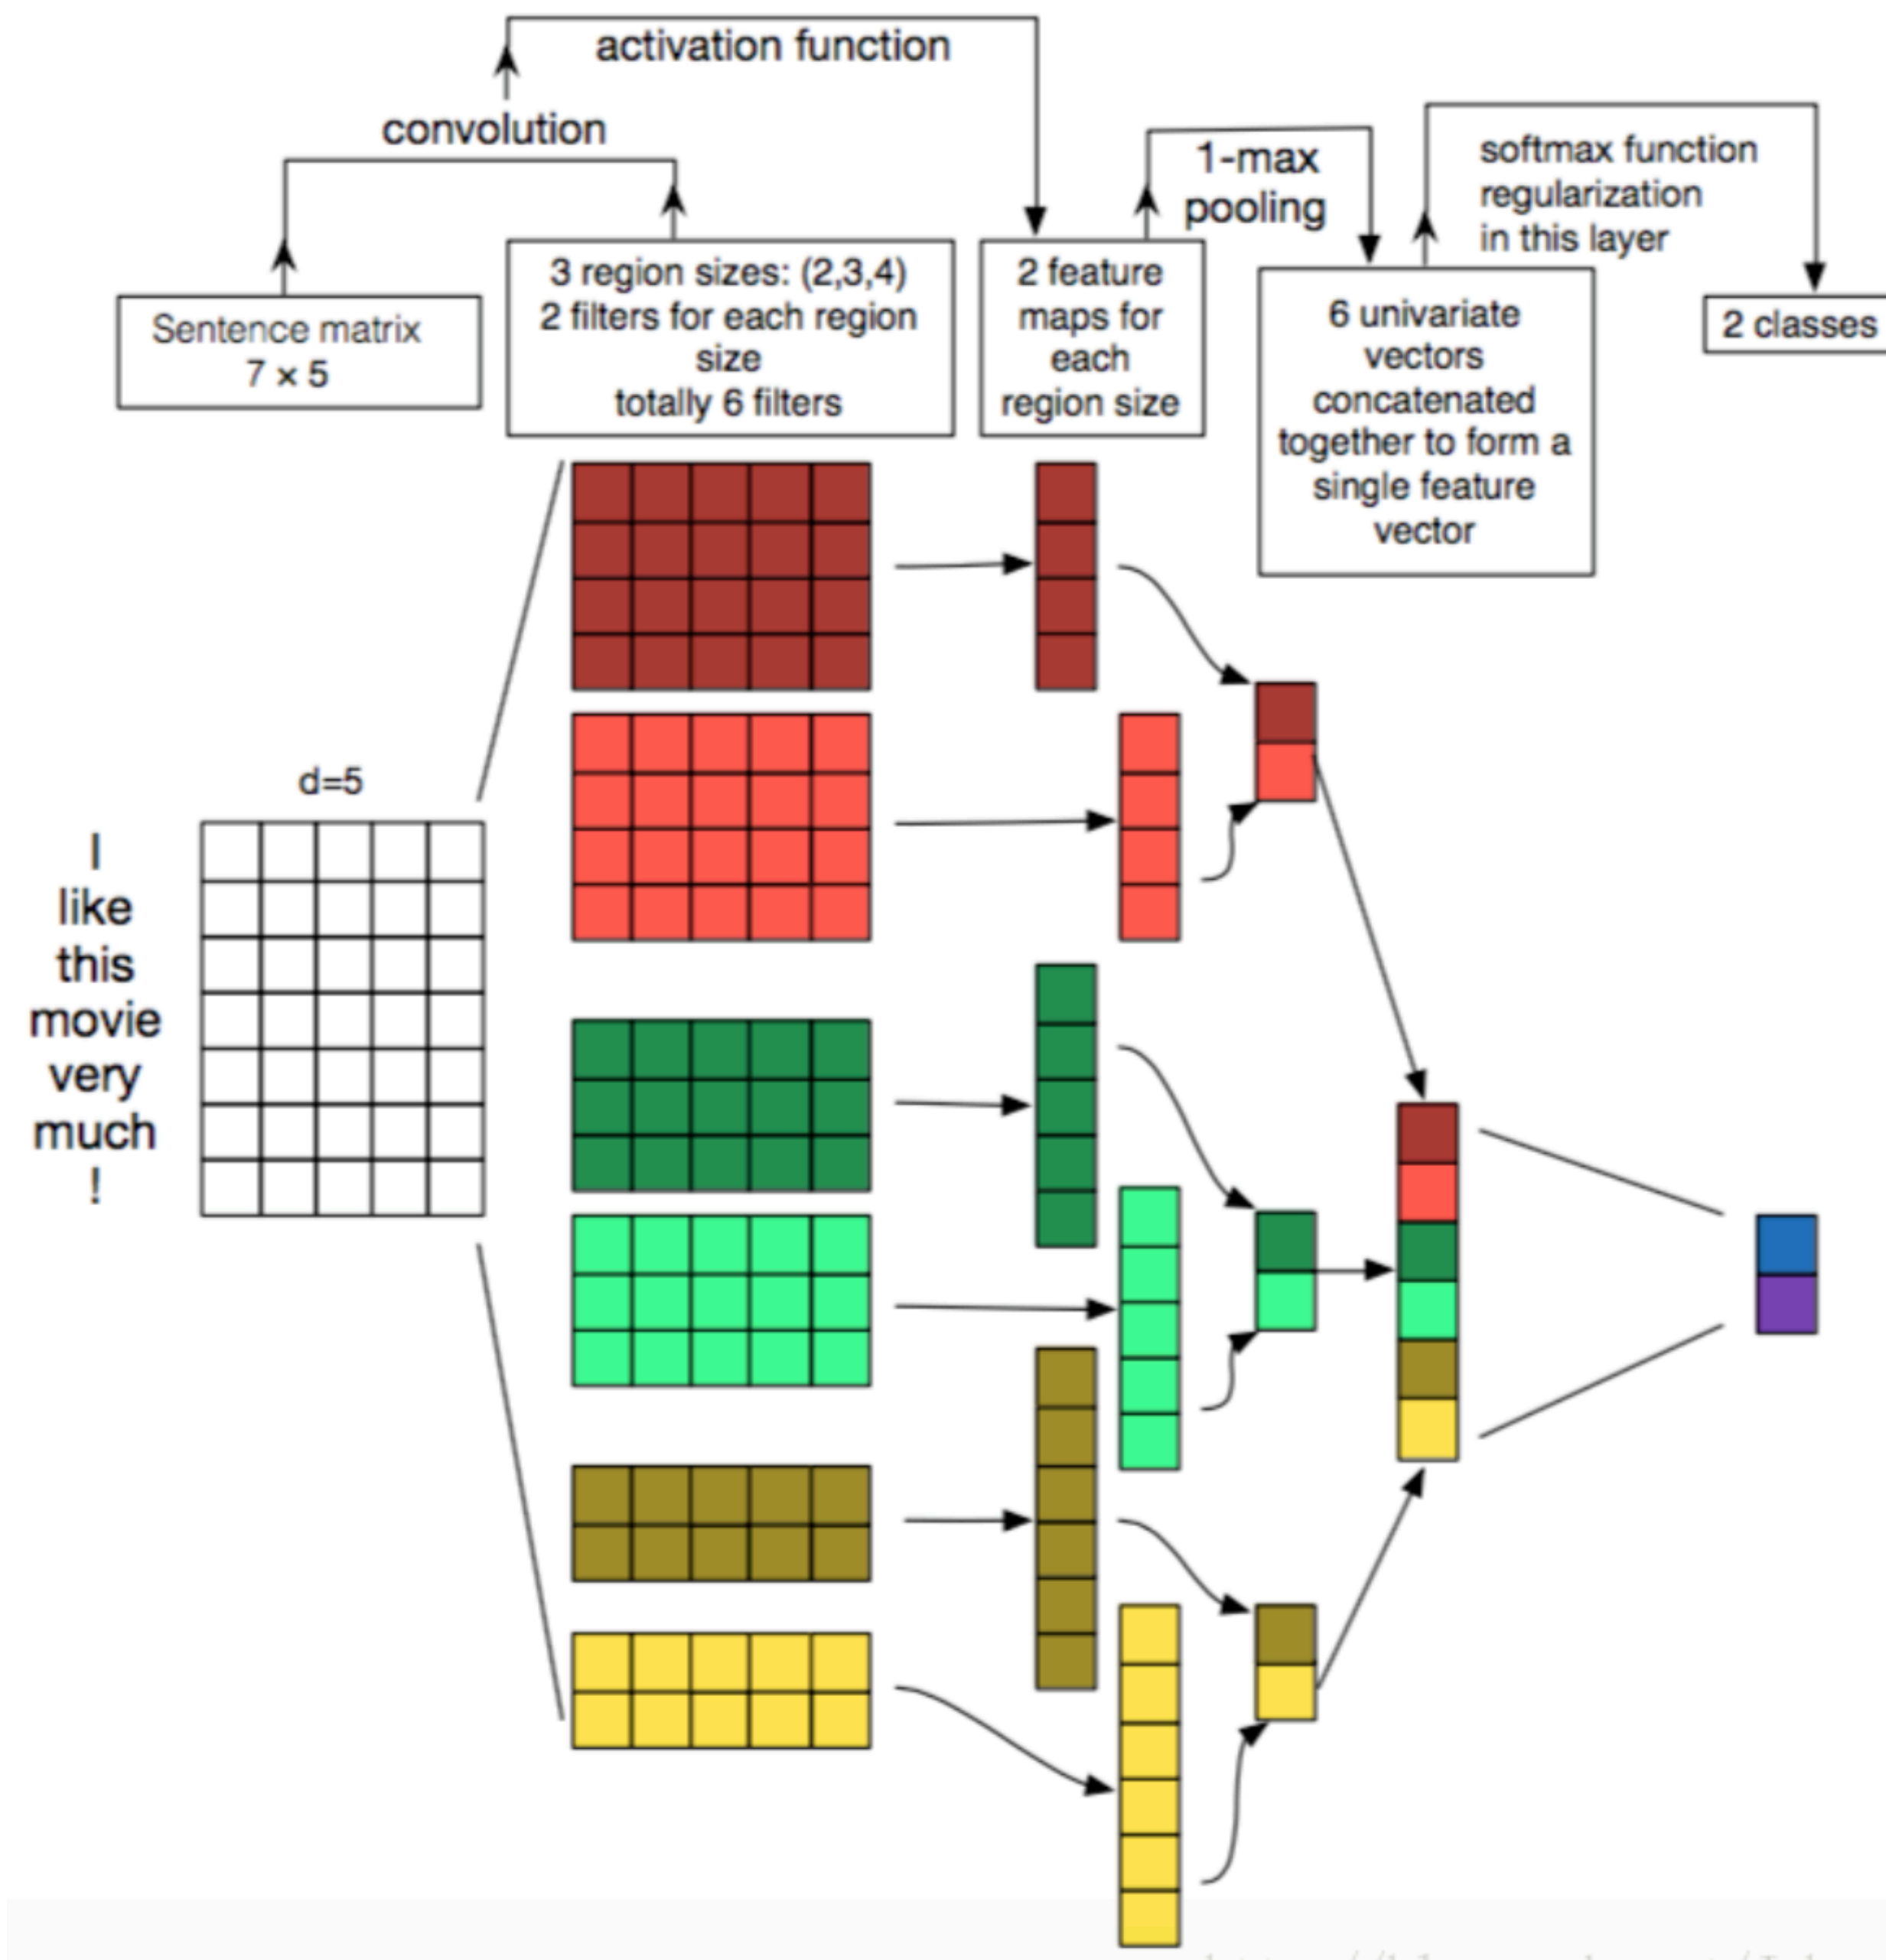 activation function
convolution
1-max
pooling
softmax function
regularization
in this layer
Sentence matrix
7 × 5
3 region sizes: (2,3,4)
2 filters for each region
size
totally 6 filters
2 feature
maps for
each
region size
6 univariate
vectors
concatenated
together to form a
single feature
vector
2 classes
d=5
I
like
this
movie
very
much
!